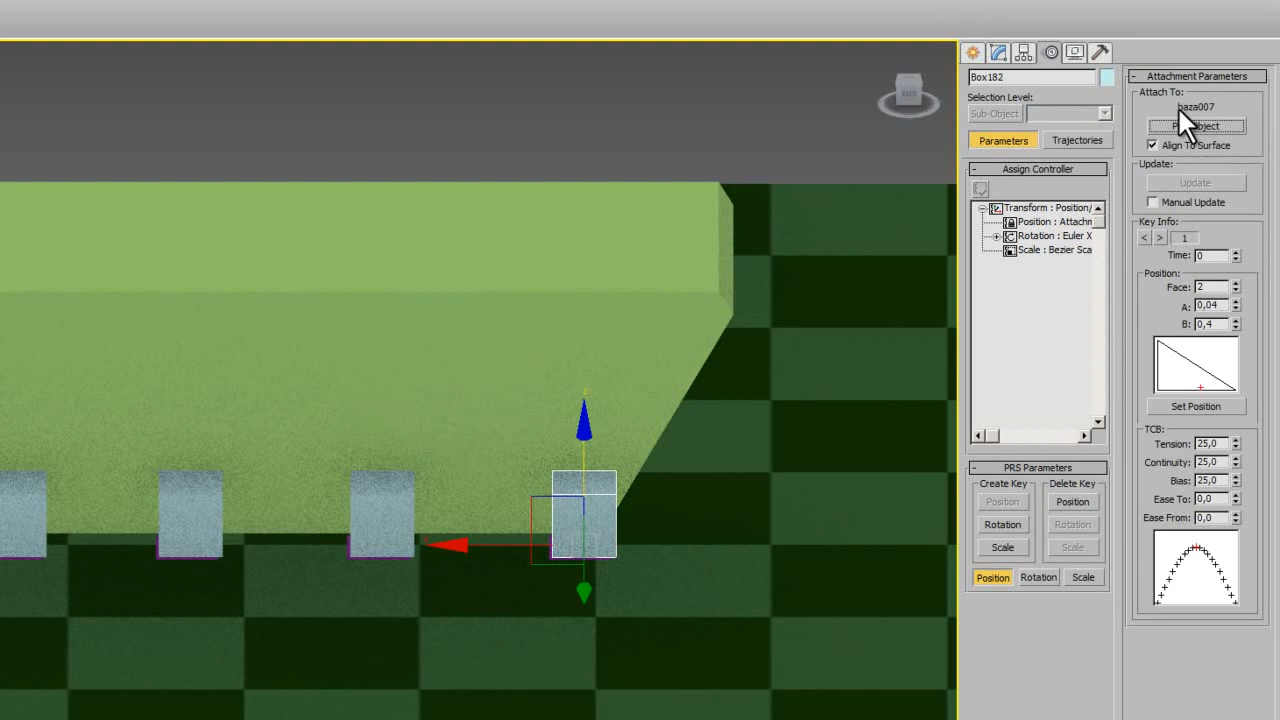 Box182
Selection Level:
Sub-Object
Parameters
Trajectories
- Assign Controller
Transform : Position/
Position : Attachm
Rotation : Euler X
Scale : Bezier Sca
- PRS Parameters
Create Key
Delete Key
Position
Position
Rotation
Rotation
Scale
Scale
Position
Rotation
Scale
- Attachment Parameters
Attach To:
baza007
Object
Align To Surface
Update:
Update
Manual Update
Key Info:
< > 1
Time: 0
Position:
Face: 2
A: 0,04
B: 0,4
Set Position
TCB:
Tension: 25,0
Continuity: 25,0
Bias: 25,0
Ease To: 0,0
Ease From: 0,0
z